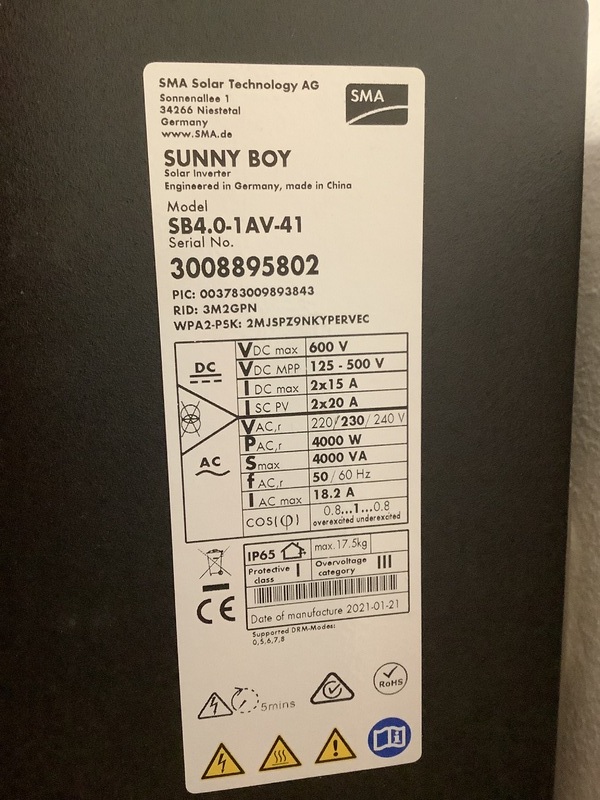 SMA Solar Technology AG
Sonnenallee 1
34266 Niestetal
Germany
www.SMA.de
SMA
SUNNY BOY
Solar Inverter
Engineered in Germany, made in China
Model
SB4.0-1AV-41
Serial No.
3008895802
PIC: 003783009893843
RID: 3M2GPN
WPA2-PSK: 2MJSPZ9NKYPERVEC
DC
AC
VDC max 600 V
VDC MPP 125 - 500 V
IDC max 2x15 A
ISC PV 2x20 A
VAC,r 220/230/240 V
PAC,r 4000 W
Smax 4000 VA
fAC,r 50/60 Hz
IAC max 18.2 A
cos(φ) 0.8...1...0.8
overexcited underexcited
IP65 max.17.5kg
Protective class I Overvoltage category III
CE
Date of manufacture 2021-01-21
Supported DRM-Modes:
0,5,6,7,8
5mins
RoHS